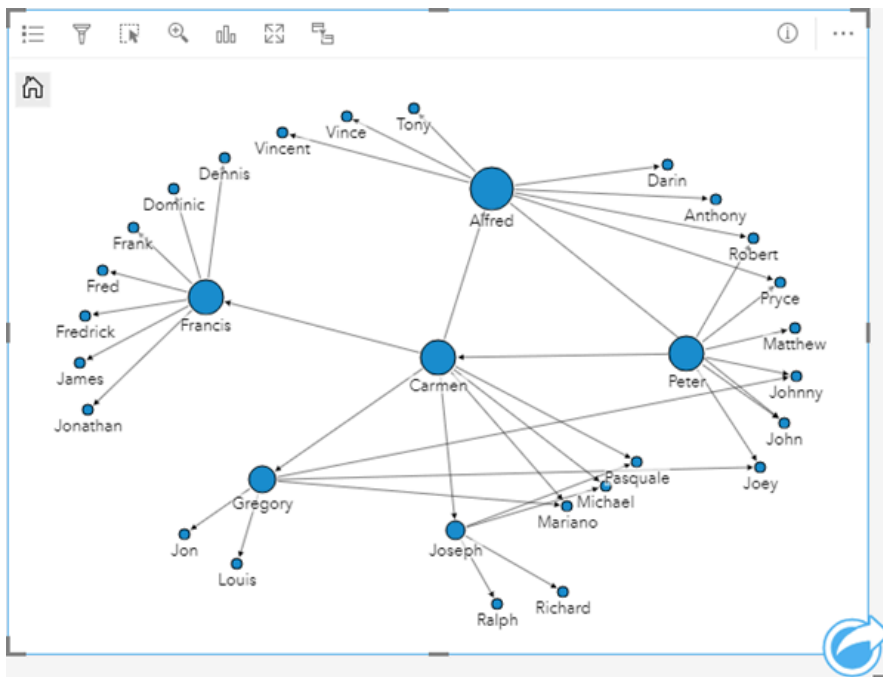 Tony
Vince
Vincent
Dennis
Darin
Dominic
Anthony
Alfred
Frank
Robert
Fred
Pryce
Francis
Fredrick
Matthew
James
Peter
Carmen
Johnny
Jonathan
John
Pasquale
Joey
Michael
Gregory
Mariano
Jon
Joseph
Louis
Richard
Ralph